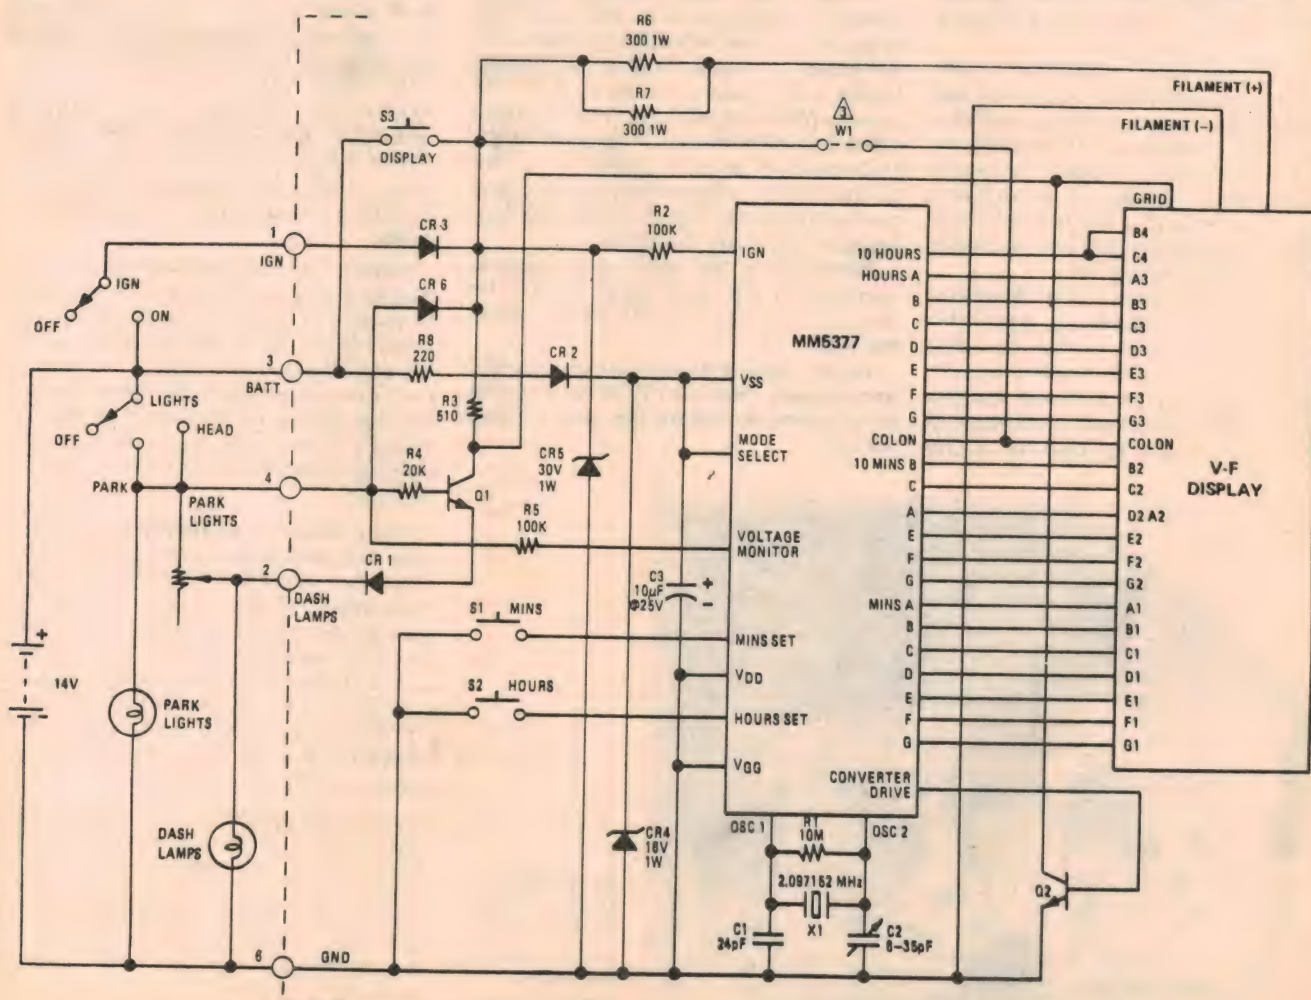 R6
300 1W
R7
300 1W
FILAMENT (+)
FILAMENT (–)
S3
DISPLAY
3
W1
GRID
1
IGN
CR 3
R2
100K
IGN
OFF
ON
CR 6
3
BATT
R8
220
CR 2
LIGHTS
OFF
HEAD
PARK
PARK
LIGHTS
4
R3
510
R4
20K
Q1
CR5
30V
1W
R5
100K
2
DASH
LAMPS
CR 1
C3
10µF
@25V
+
–
S1
MINS
S2
HOURS
+
14V
–
PARK
LIGHTS
DASH
LAMPS
6
GND
CR4
18V
1W
MM5377
IGN
VSS
MODE
SELECT
VOLTAGE
MONITOR
MINS SET
VDD
HOURS SET
VGG
OSC 1
OSC 2
10 HOURS
HOURS A
B
C
D
E
F
G
COLON
10 MINS B
C
A
E
F
G
MINS A
B
C
D
E
F
G
CONVERTER
DRIVE
B4
C4
A3
B3
C3
D3
E3
F3
G3
COLON
B2
C2
D2 A2
E2
F2
G2
A1
B1
C1
D1
E1
F1
G1
V-F
DISPLAY
R1
10M
2.097152 MHz
X1
C1
24pF
C2
8–35pF
Q2